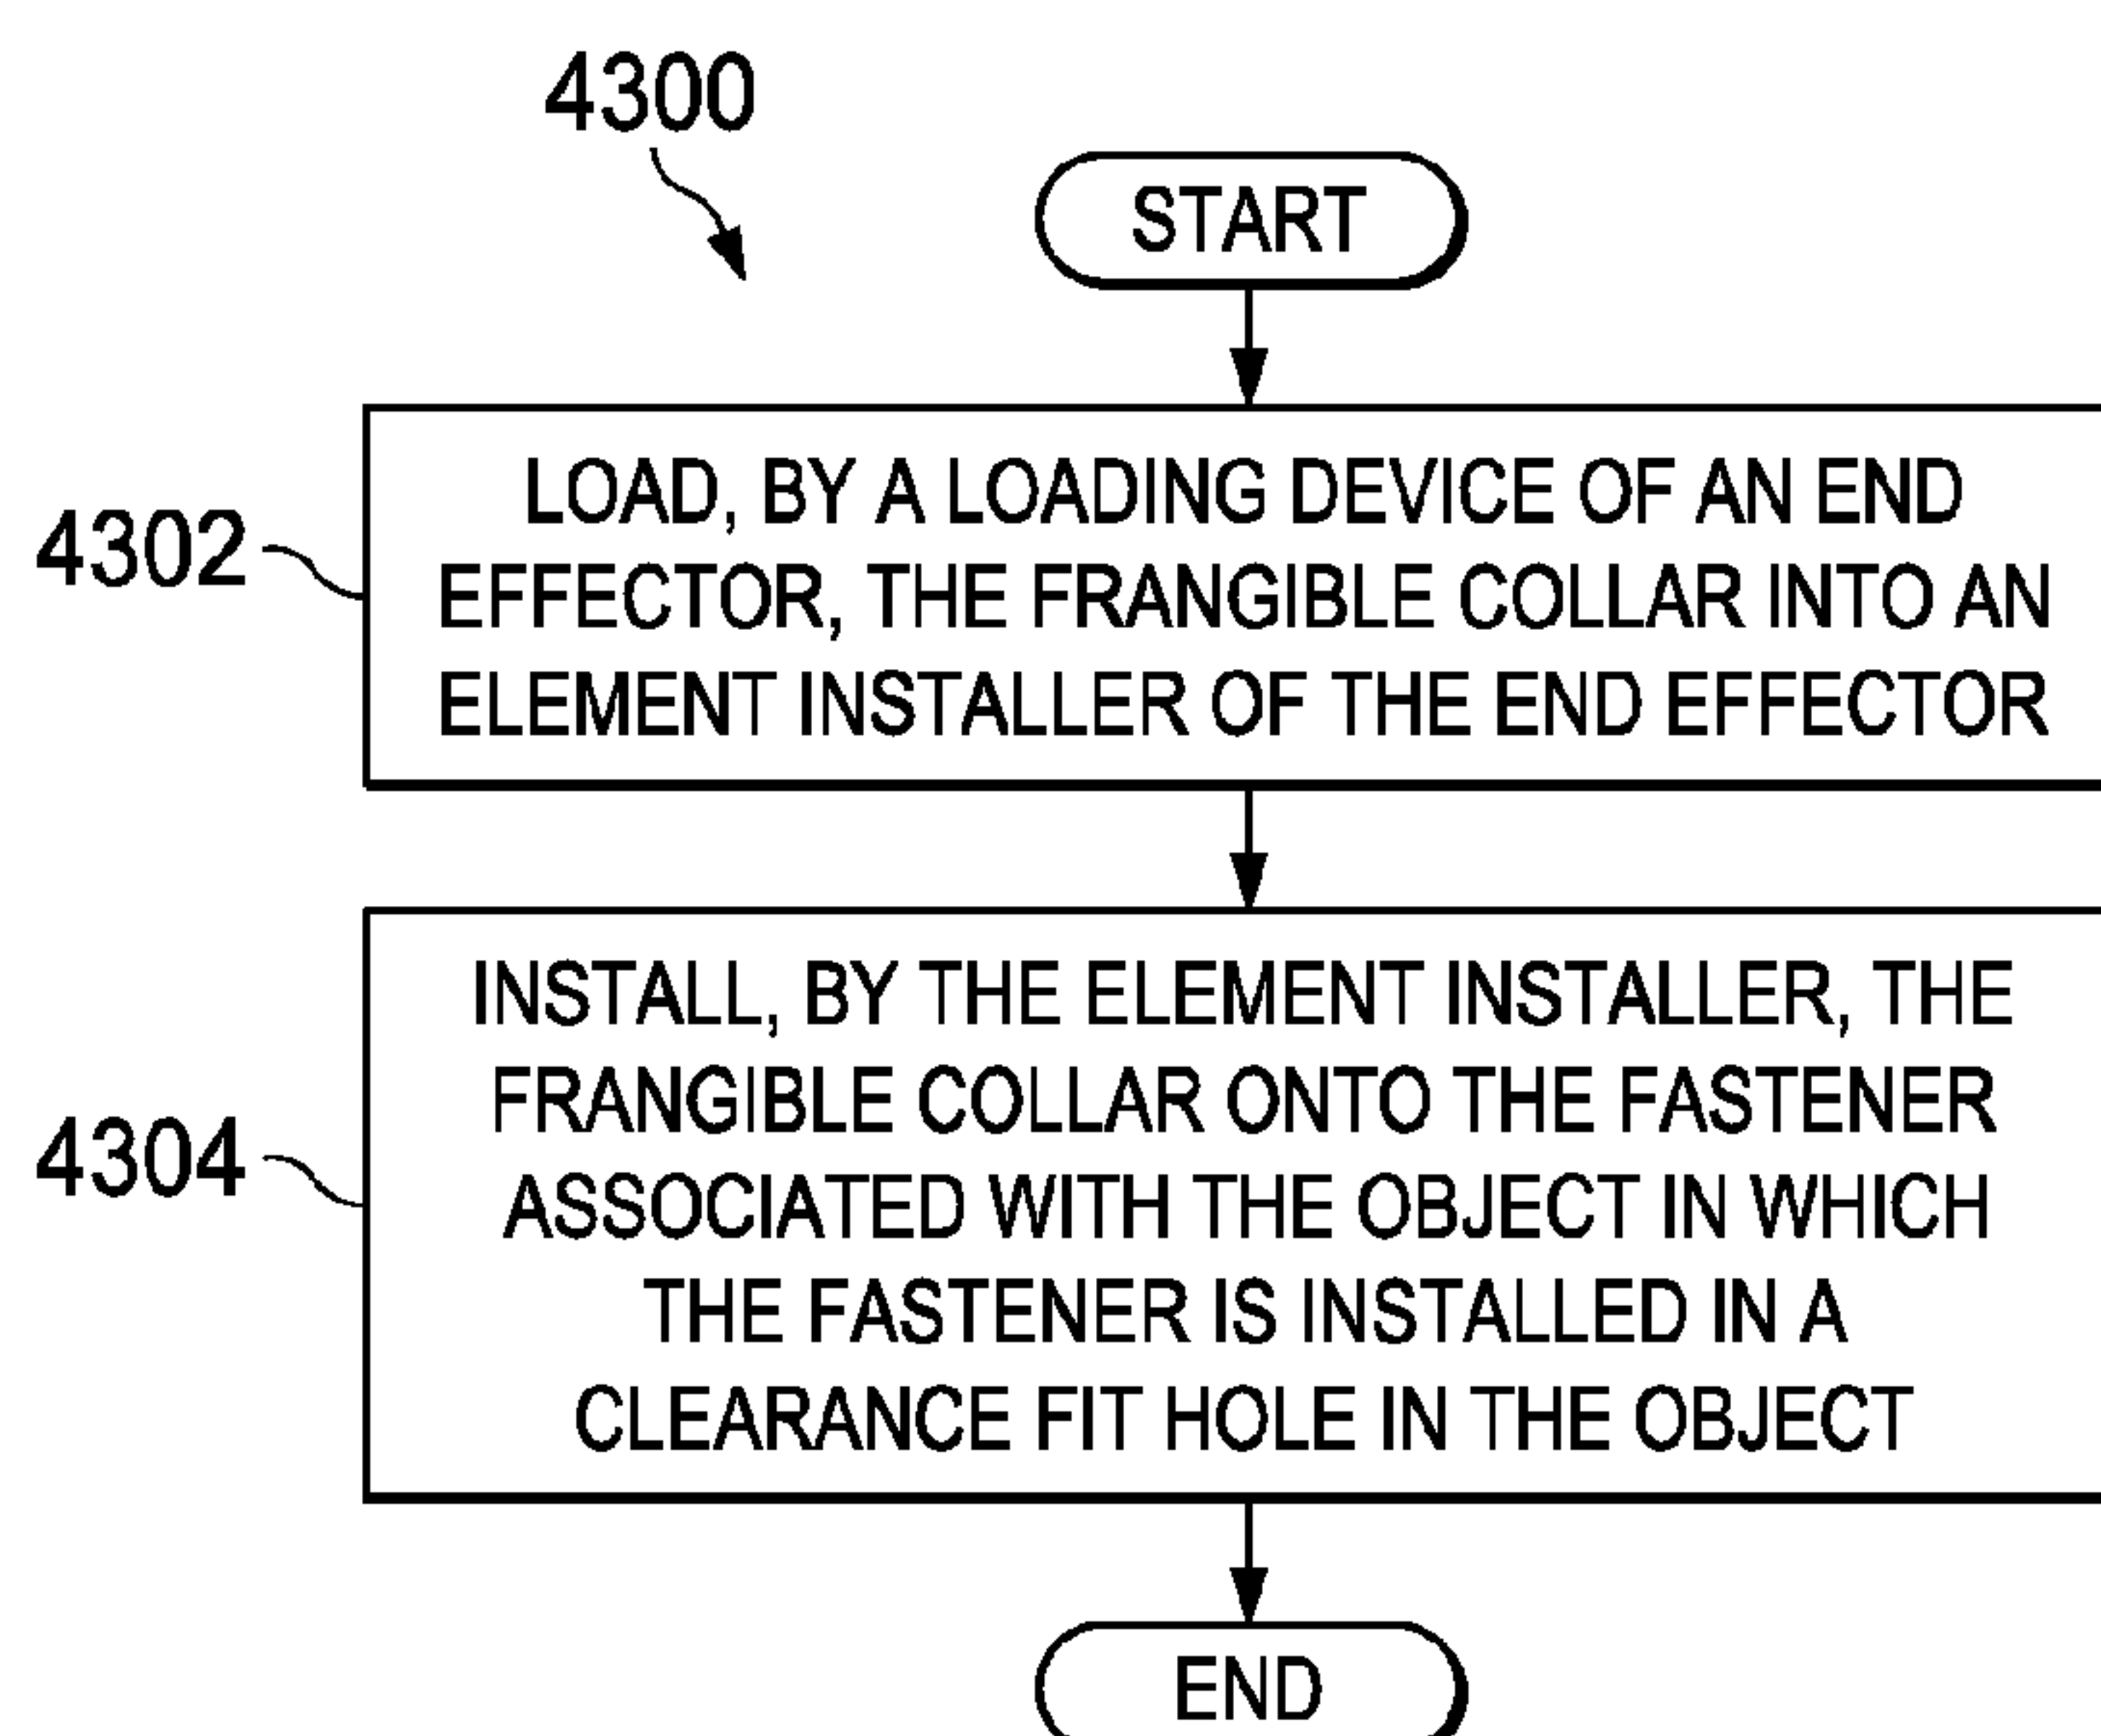 4300
START
4302
LOAD, BY A LOADING DEVICE OF AN END
EFFECTOR, THE FRANGIBLE COLLAR INTO AN
ELEMENT INSTALLER OF THE END EFFECTOR
4304
INSTALL, BY THE ELEMENT INSTALLER, THE
FRANGIBLE COLLAR ONTO THE FASTENER
ASSOCIATED WITH THE OBJECT IN WHICH
THE FASTENER IS INSTALLED IN A
CLEARANCE FIT HOLE IN THE OBJECT
END